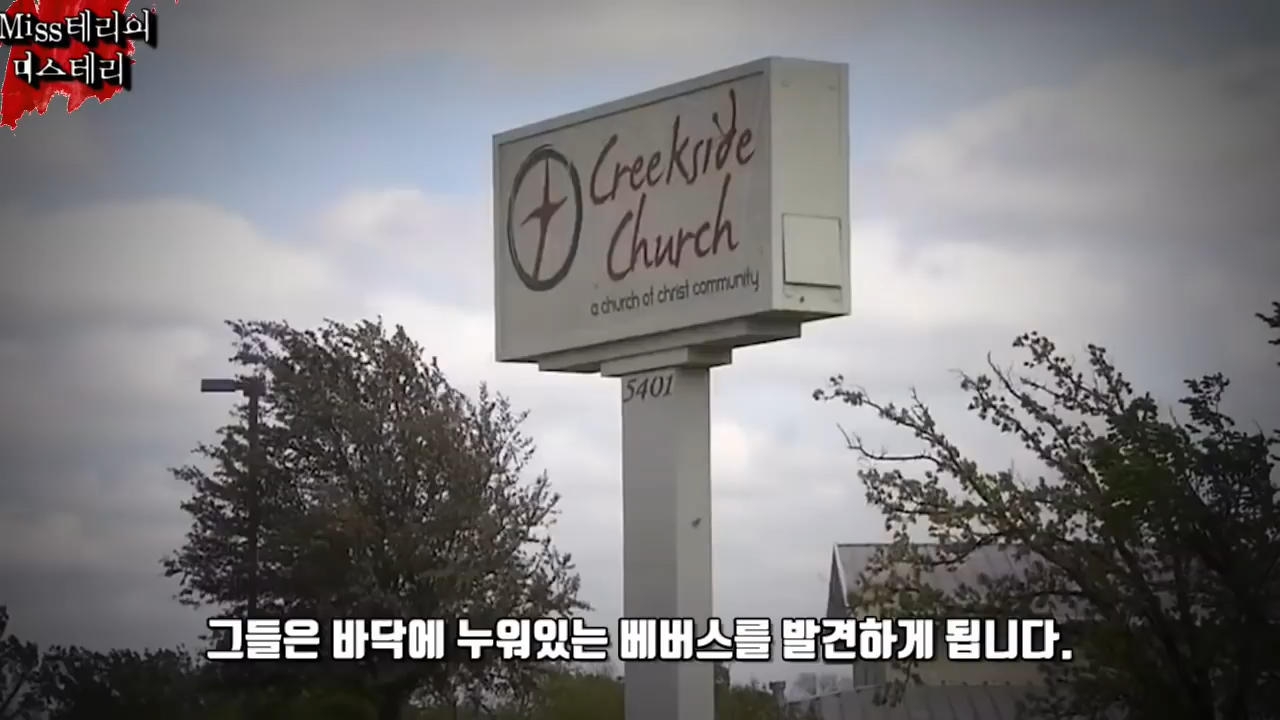 Miss테리의
미스테리
Creekside
Church
a church of christ community
5401
그들은 바닥에 누워있는 베버스를 발견하게 됩니다.